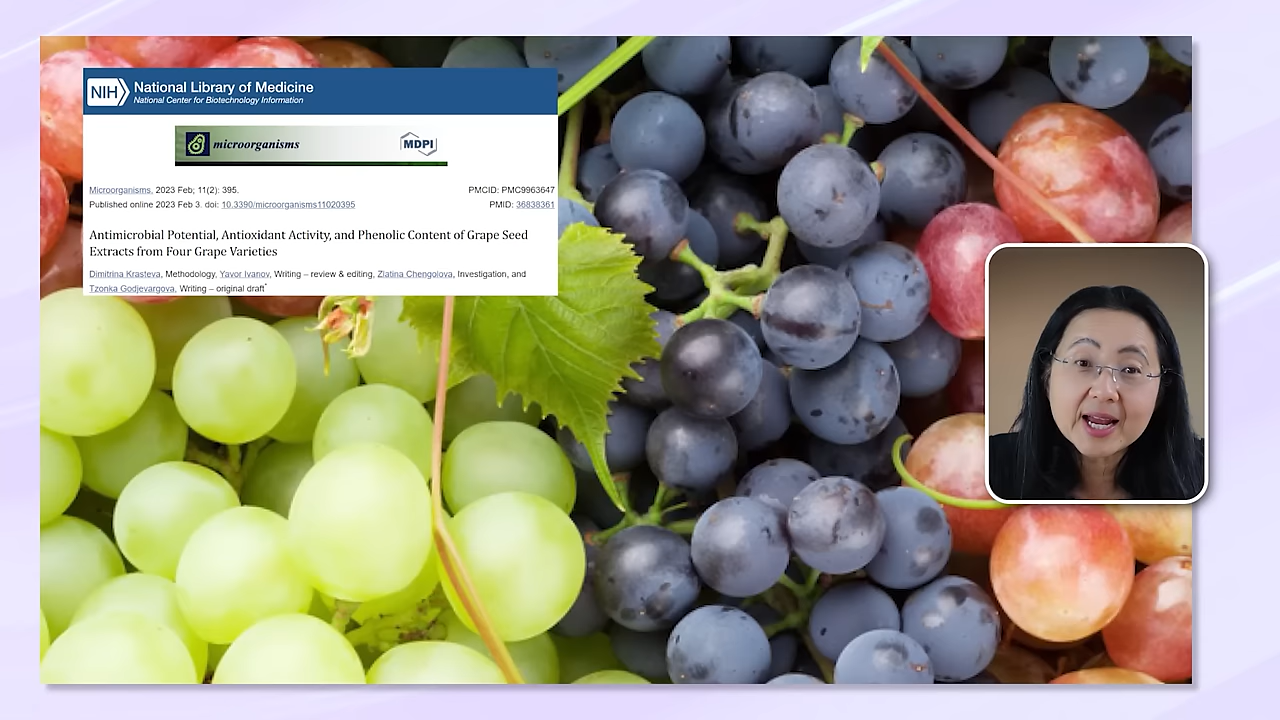 NIH National Library of Medicine
National Center for Biotechnology Information
microorganisms MDPI
Microorganisms. 2023 Feb; 11(2): 395. PMCID: PMC9963647
Published online 2023 Feb 3. doi: 10.3390/microorganisms11020395 PMID: 36838361
Antimicrobial Potential, Antioxidant Activity, and Phenolic Content of Grape Seed
Extracts from Four Grape Varieties
Dimitrina Krasteva, Methodology, Yavor Ivanov, Writing – review & editing, Zlatina Chengolova, Investigation, and
Tzonka Godjevargova, Writing – original draft*